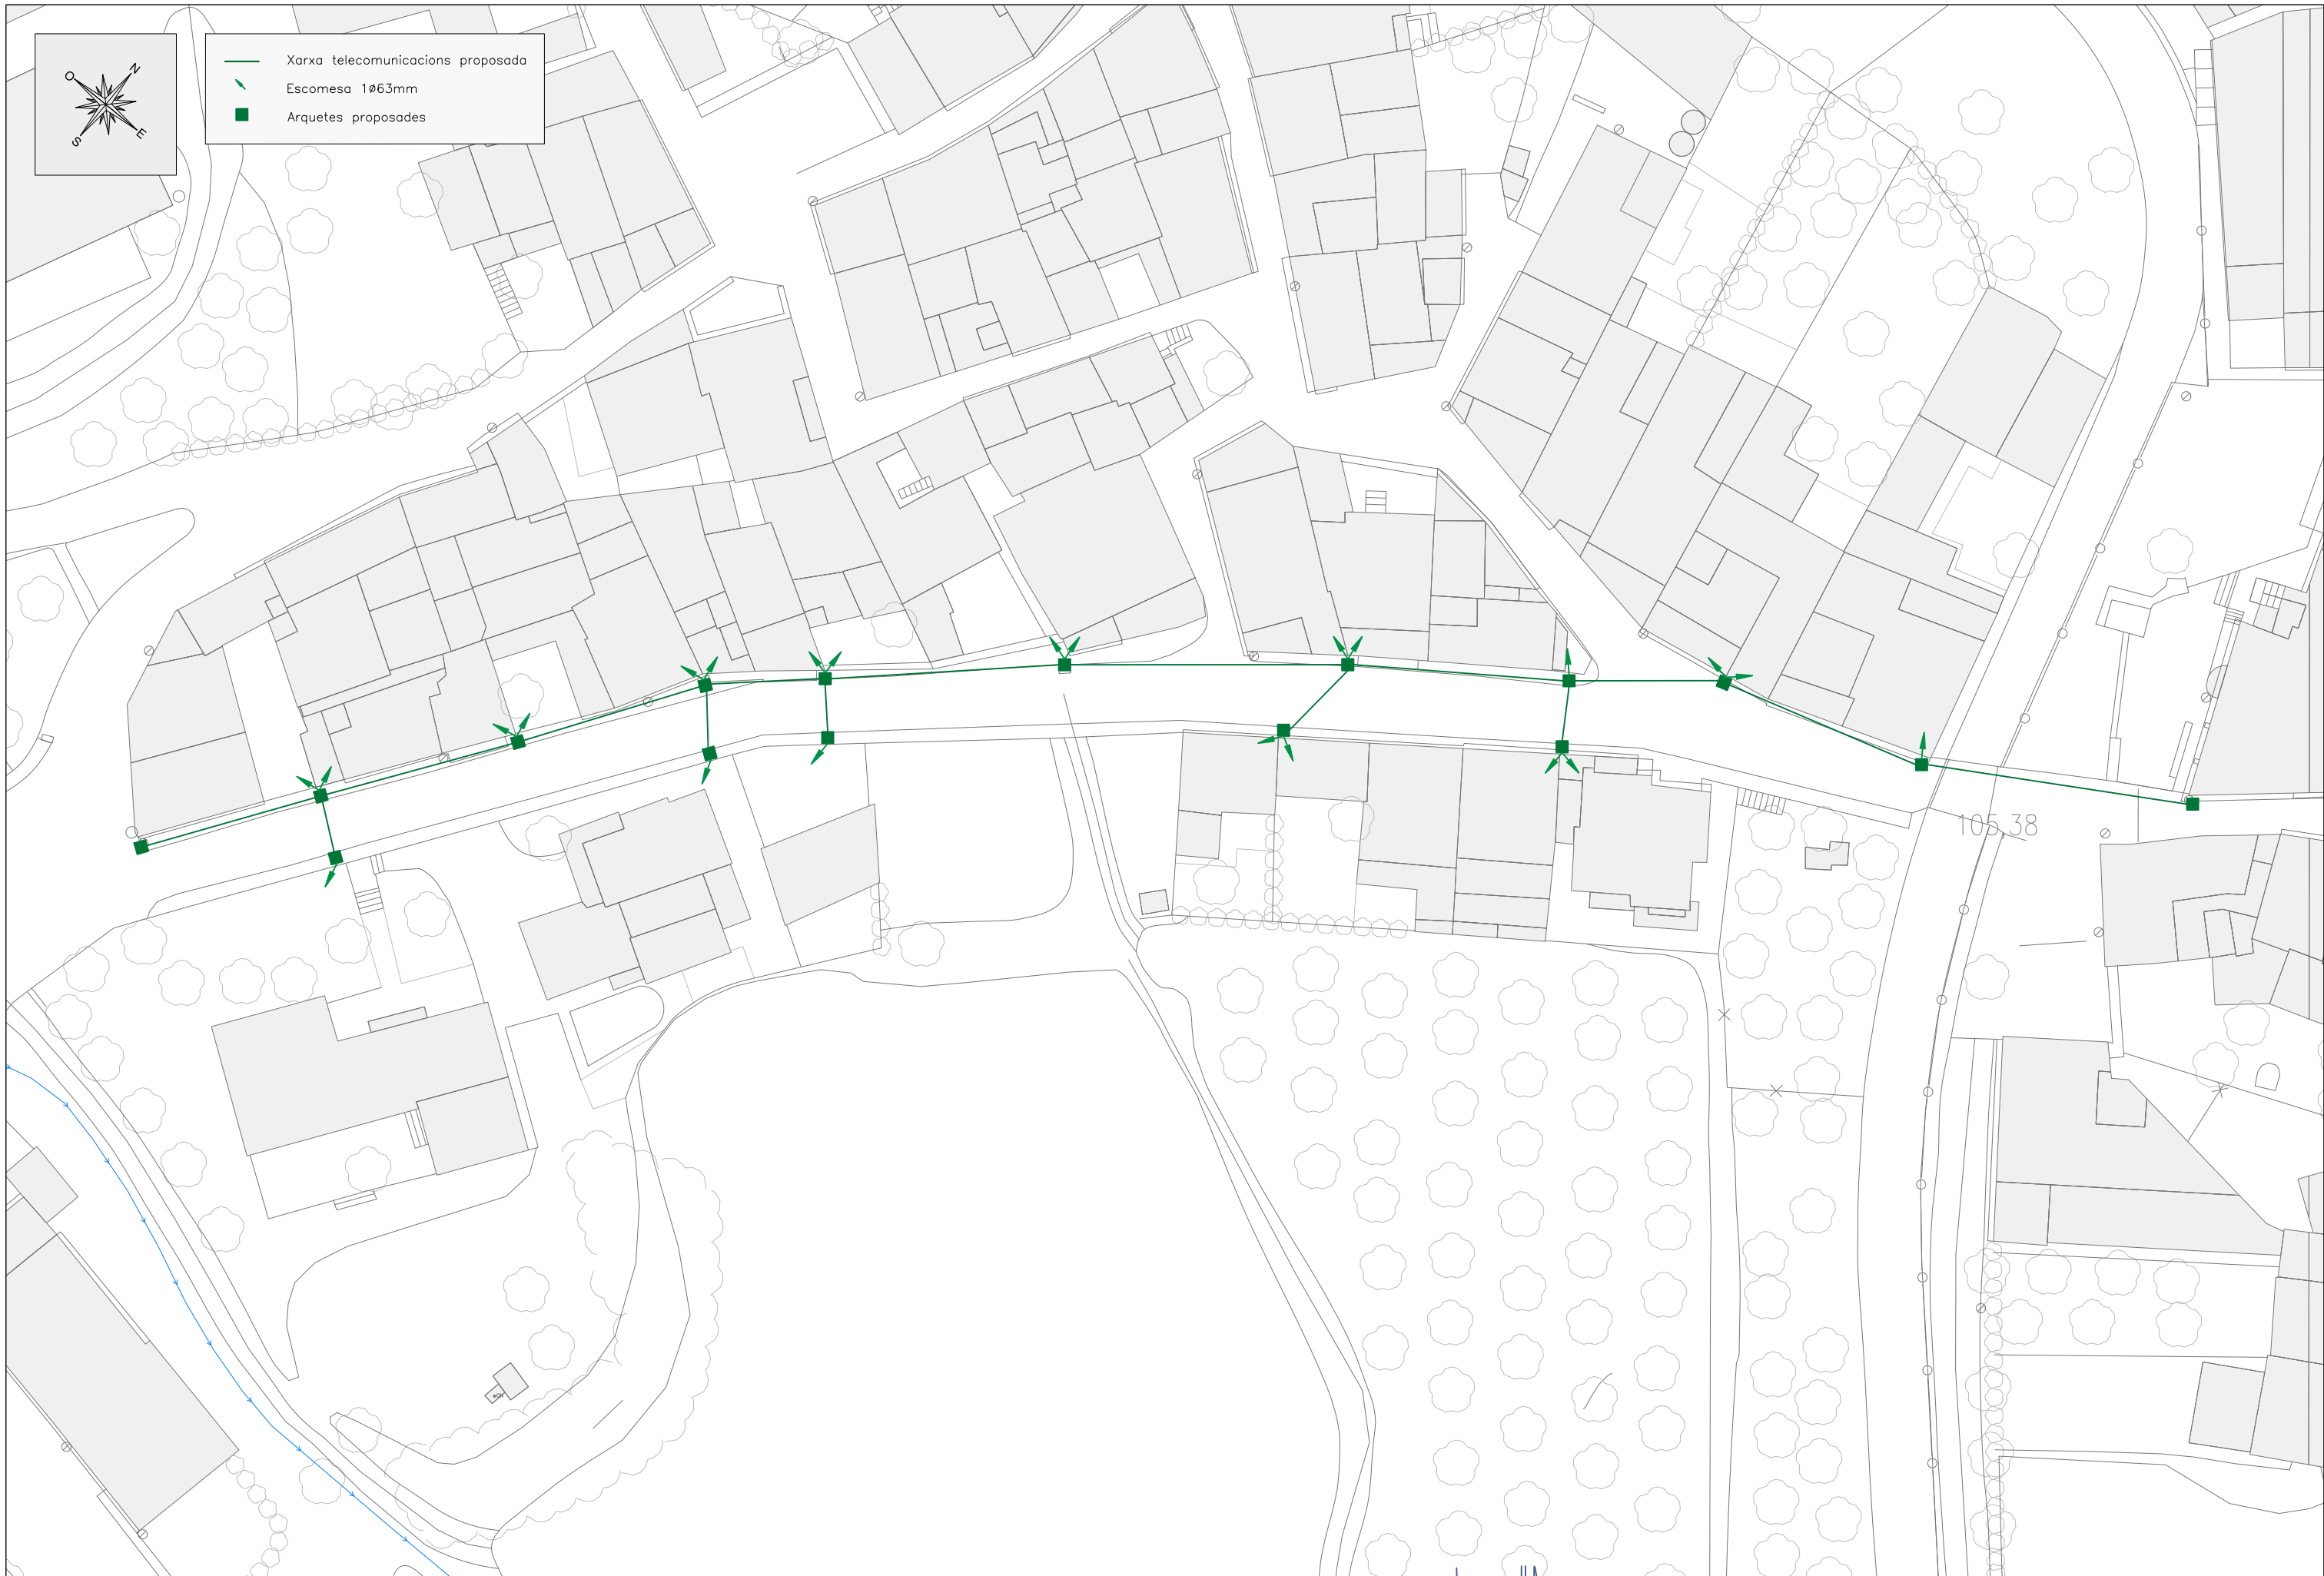 O
N
S
E
Xarxa telecomunicacions proposada
Escomesa 1ø63mm
Arquetes proposades
105,38